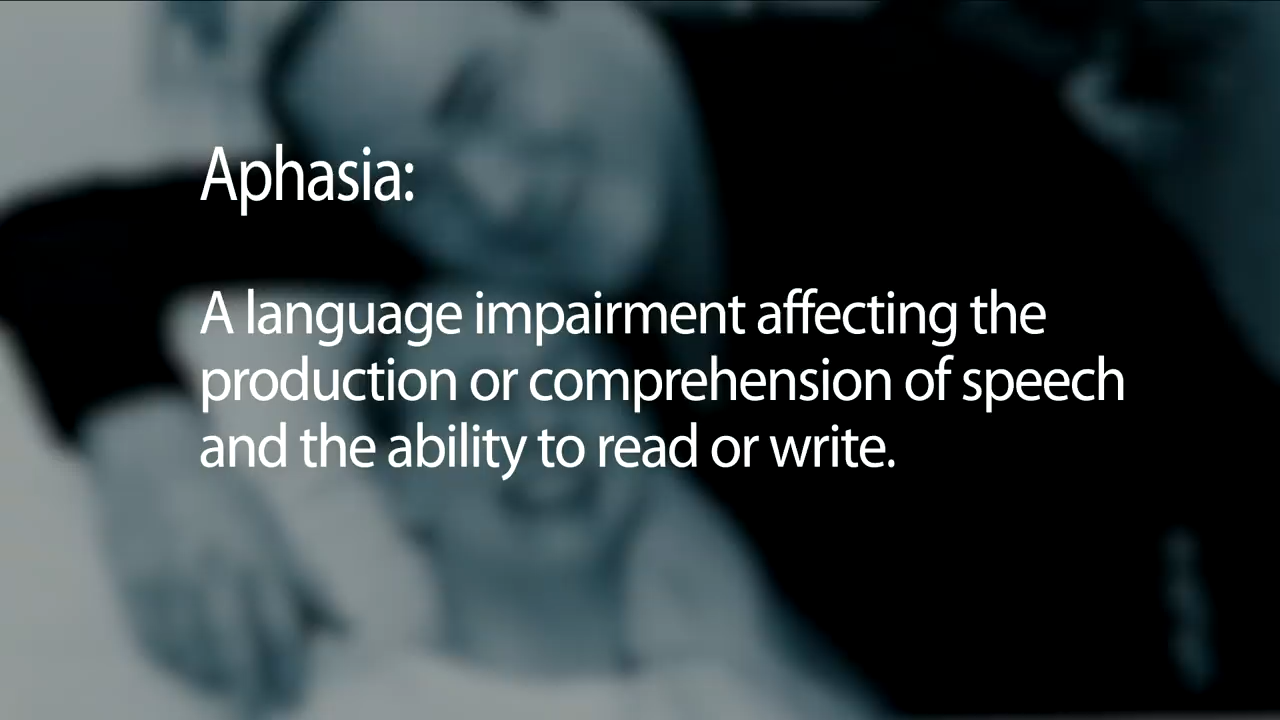 Aphasia:
A language impairment affecting the
production or comprehension of speech
and the ability to read or write.